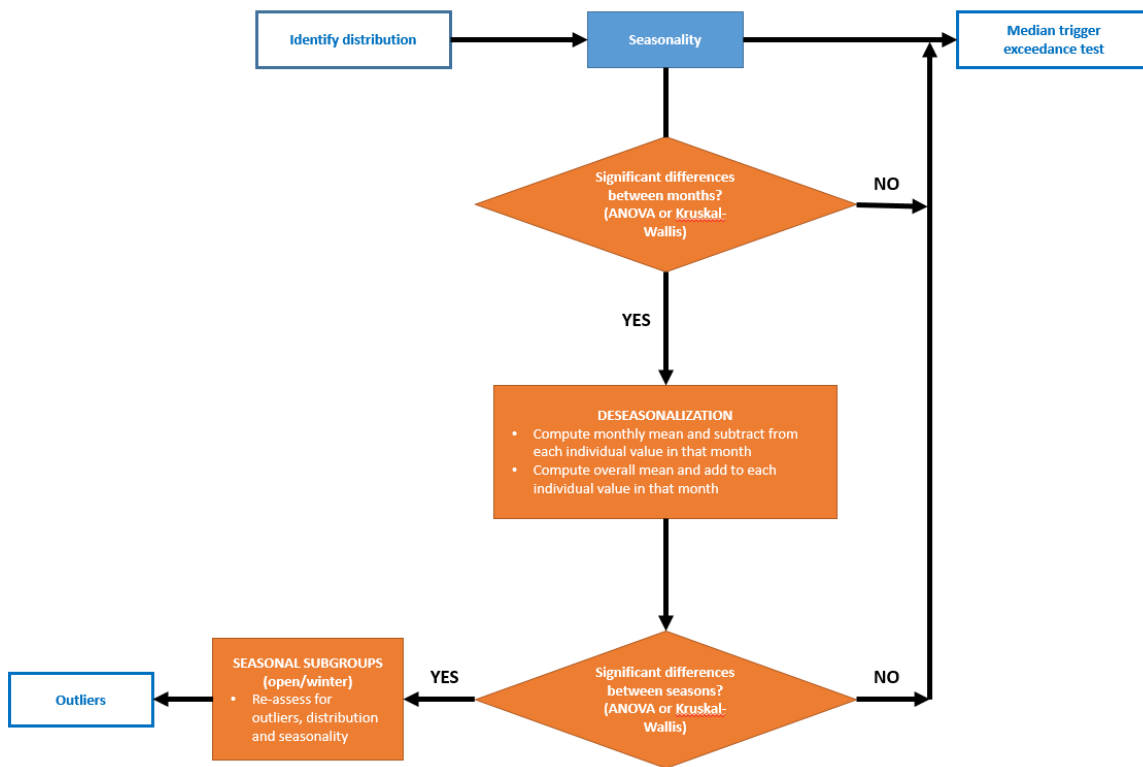 Identify distribution
Seasonality
Median trigger
exceedance test
Significant differences
between months?
(ANOVA or Kruskal-
Wallis)
NO
YES
DESEASONALIZATION
• Compute monthly mean and subtract from
each individual value in that month
• Compute overall mean and add to each
individual value in that month
Significant differences
between seasons?
(ANOVA or Kruskal-
Wallis)
NO
YES
SEASONAL SUBGROUPS
(open/winter)
• Re-assess for
outliers, distribution
and seasonality
Outliers